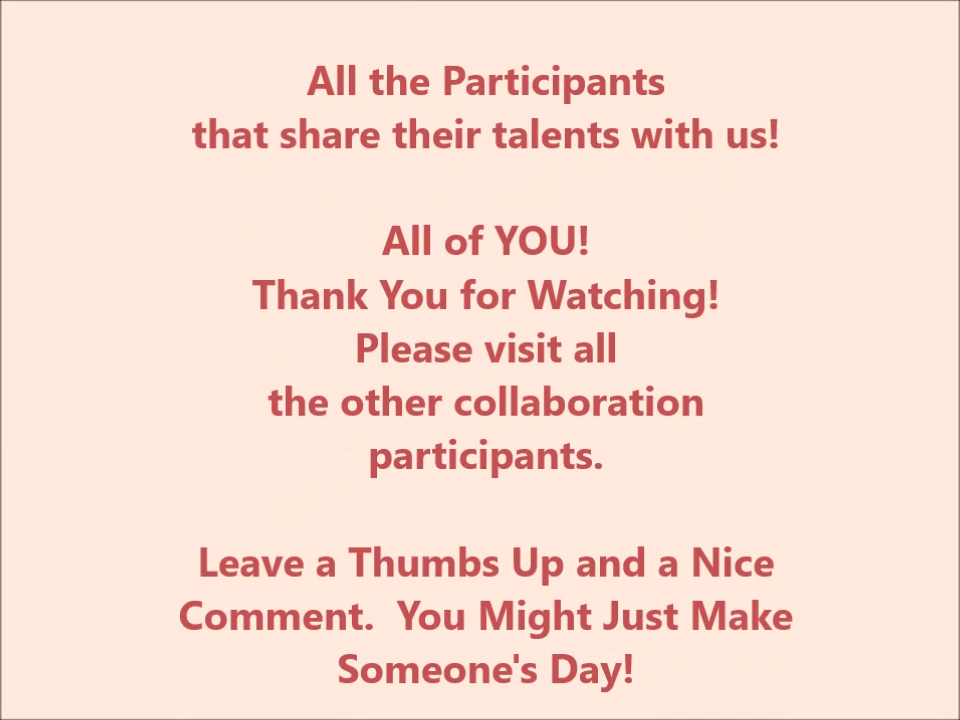 All the Participants
that share their talents with us!
All of YOU!
Thank You for Watching!
Please visit all
the other collaboration
participants.
Leave a Thumbs Up and a Nice
Comment.  You Might Just Make
Someone's Day!